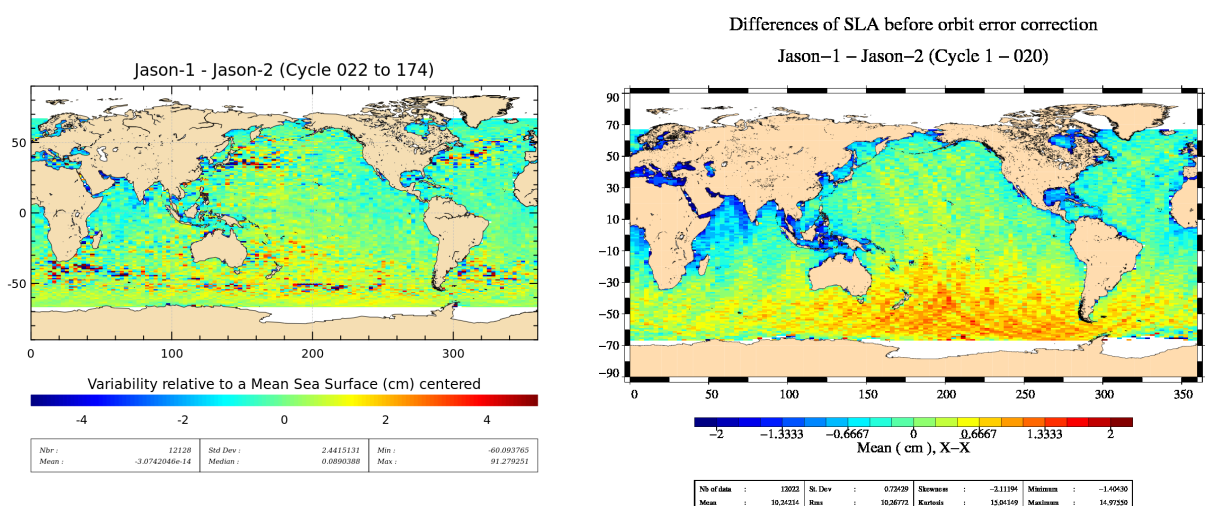 Jason-1 - Jason-2 (Cycle 022 to 174)
50
0
-50
0
100
200
300
Variability relative to a Mean Sea Surface (cm) centered
-4
-2
0
2
4
Nbr :
12128
Std Dev :
2.4415131
Min :
-60.093765
Mean :
-3.0742046e-14
Median :
0.0890388
Max :
91.279251
Differences of SLA before orbit error correction
Jason−1 − Jason−2 (Cycle 1 − 020)
90
70
50
30
10
−10
−30
−50
−70
−90
0
50
100
150
200
250
300
350
−2
−1.3333
−0.6667
0
0.6667
1.3333
2
Mean ( cm ), X−X
Nb of data :
12022
St. Dev :
0.72429
Skewness :
−2.11194
Minimum :
−1.40430
Mean
10.24214
Rms
10.26772
Kurtosis :
15.04149
Maximum :
14.97550